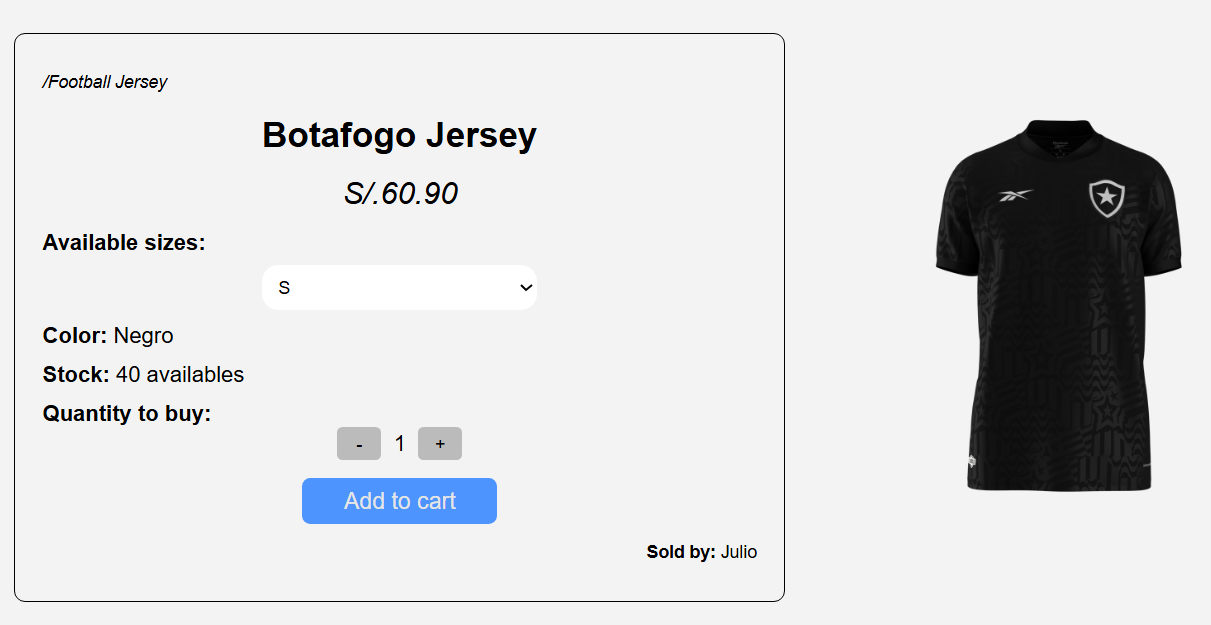 /Football Jersey
Botafogo Jersey
S/.60.90
Available sizes:
S
Color: Negro
Stock: 40 availables
Quantity to buy:
- 1 +
Add to cart
Sold by: Julio